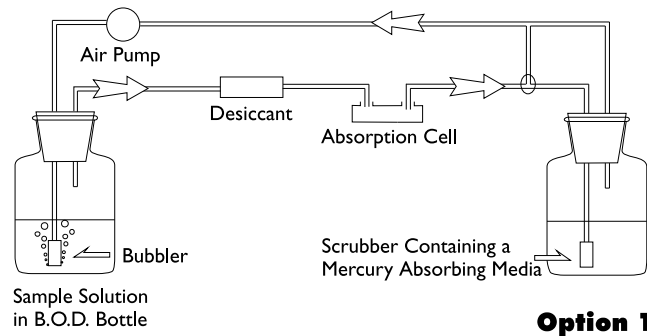 Air Pump
Desiccant
Absorption Cell
Bubbler
Scrubber Containing a
Mercury Absorbing Media
Sample Solution
in B.O.D. Bottle
Option 1